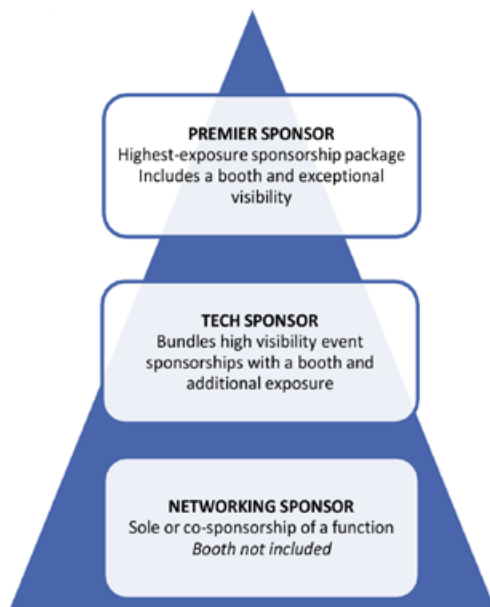 PREMIER SPONSOR
Highest-exposure sponsorship package
Includes a booth and exceptional
visibility
TECH SPONSOR
Bundles high visibility event
sponsorships with a booth and
additional exposure
NETWORKING SPONSOR
Sole or co-sponsorship of a function
Booth not included